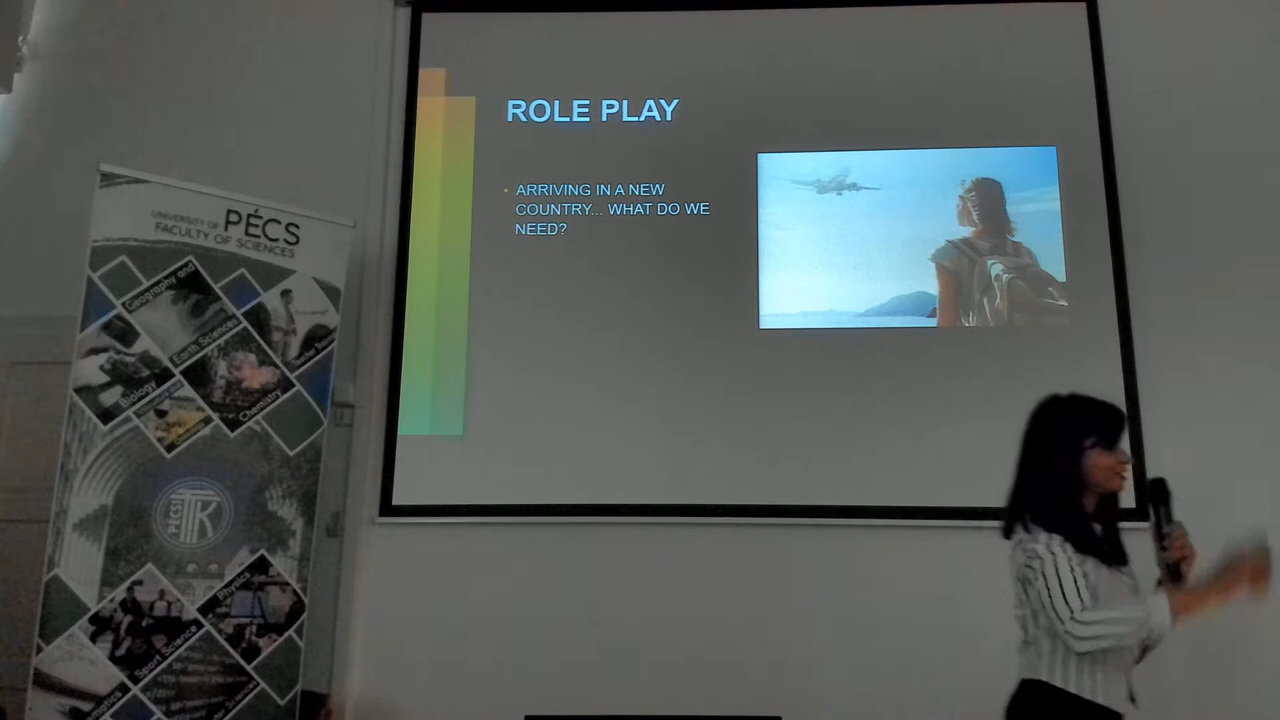 ROLE PLAY
ARRIVING IN A NEW
COUNTRY... WHAT DO WE
NEED?
UNIVERSITY OF PÉCS
FACULTY OF SCIENCES
Geography and
Earth Sciences
Biology
Chemistry
PÉCSI TTK
Physics
Sport Science